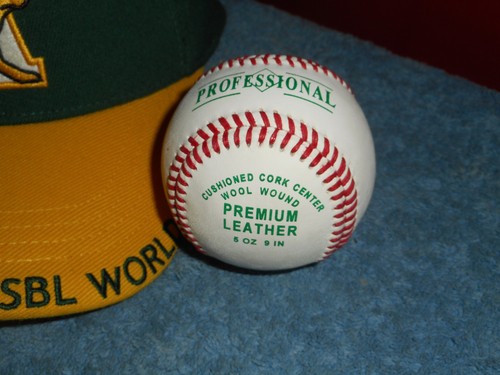 PROFESSIONAL
CUSHIONED CORK CENTER
WOOL WOUND
PREMIUM
LEATHER
5 OZ 9 IN
SBL WORL